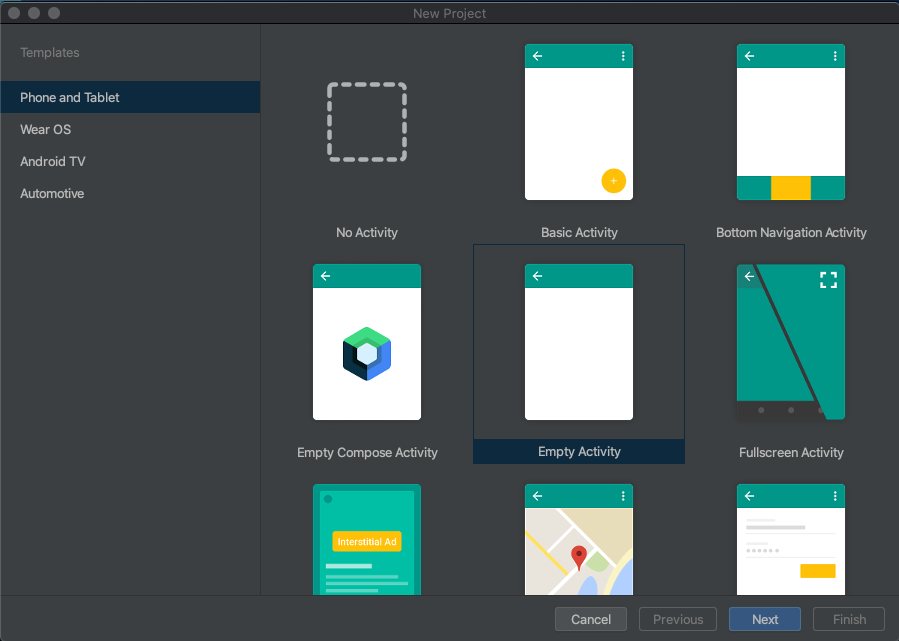 New Project
Templates
Phone and Tablet
Wear OS
Android TV
Automotive
No Activity
Basic Activity
Bottom Navigation Activity
Empty Compose Activity
Empty Activity
Fullscreen Activity
Interstitial Ad
Cancel
Previous
Next
Finish